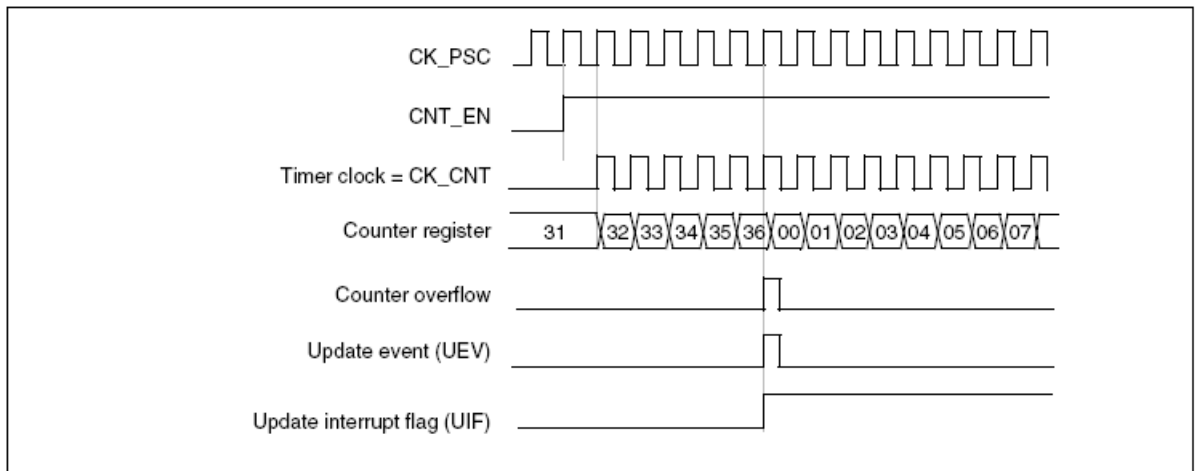 CK_PSC
CNT_EN
Timer clock = CK_CNT
Counter register 31 32 33 34 35 36 00 01 02 03 04 05 06 07
Counter overflow
Update event (UEV)
Update interrupt flag (UIF)